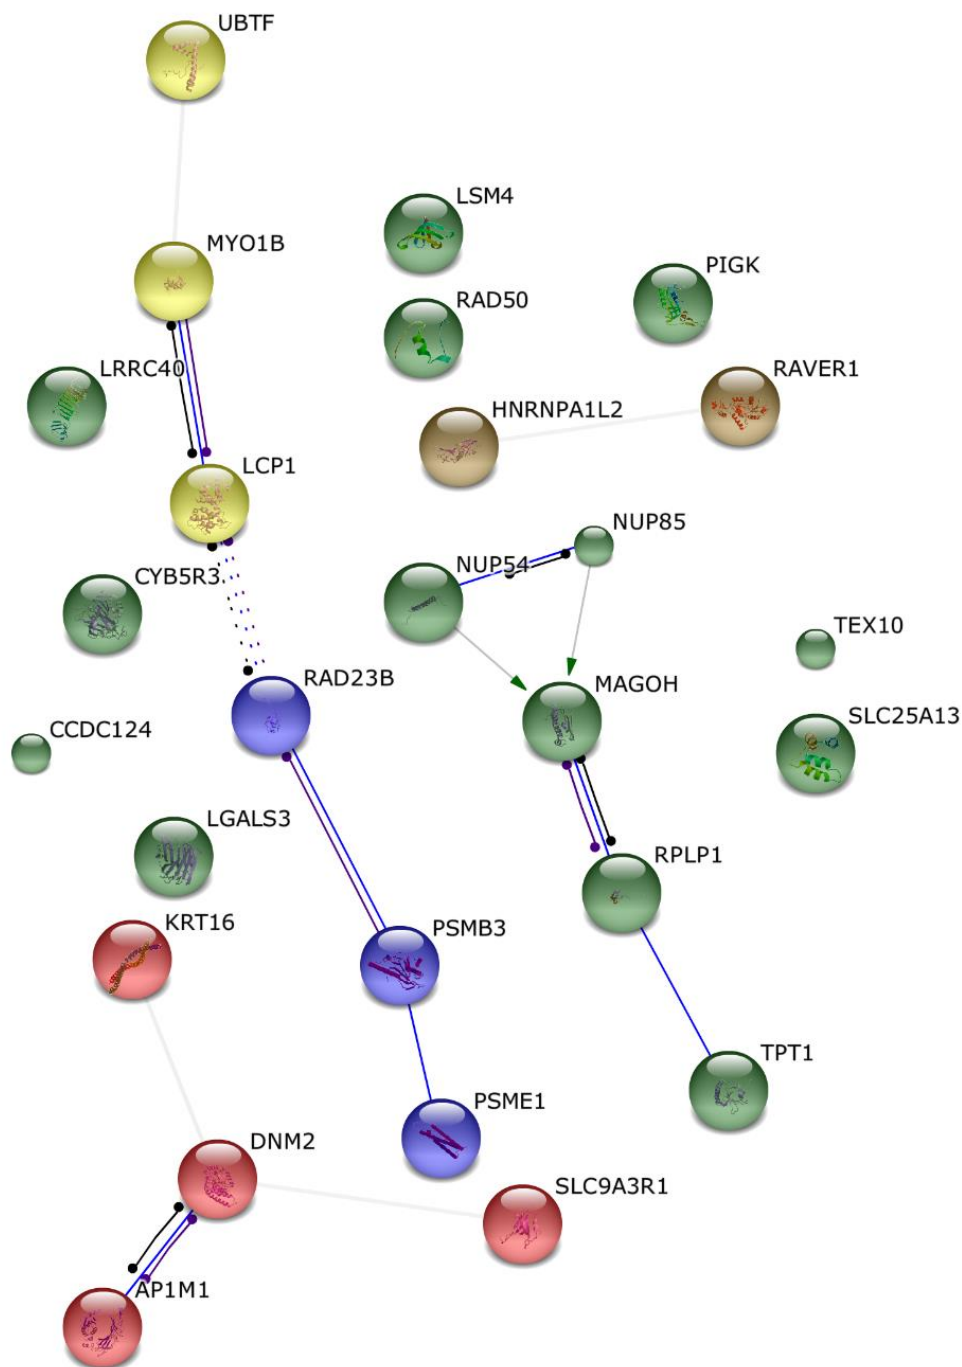 UBTF
LSM4
MYO1B
PIGK
RAD50
LRRC40
RAVER1
HNRNPA1L2
LCP1
NUP85
NUP54
CYB5R3
TEX10
RAD23B
MAGOH
SLC25A13
CCDC124
LGALS3
RPLP1
KRT16
PSMB3
TPT1
PSME1
DNM2
SLC9A3R1
AP1M1